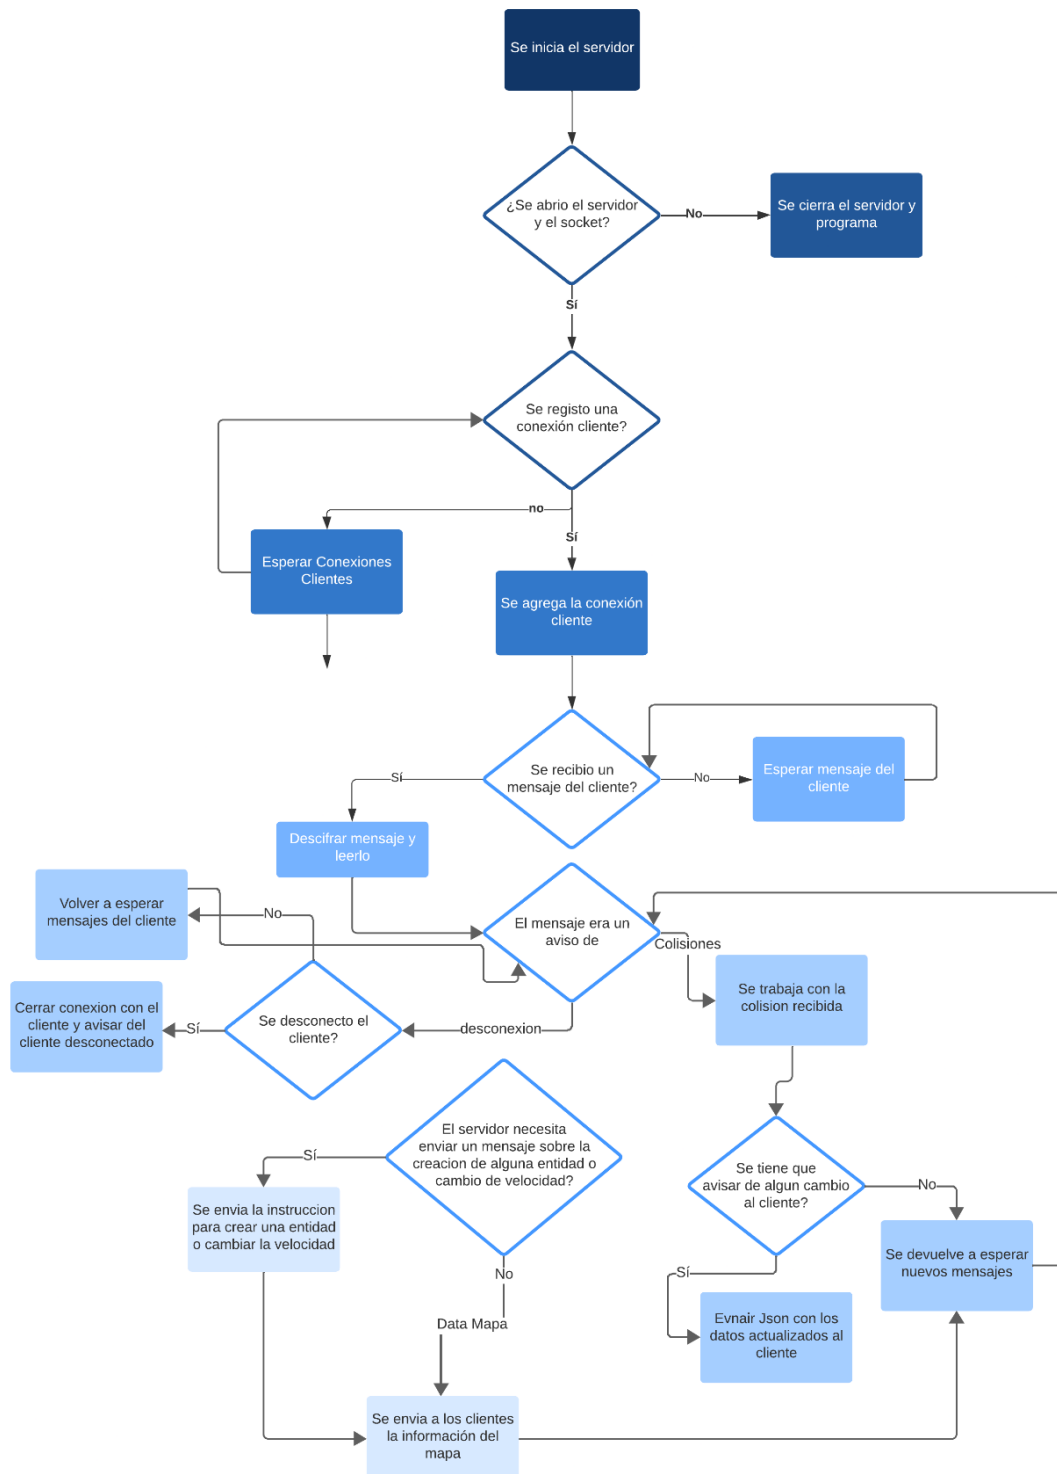 Se inicia el servidor
¿Se abrio el servidor
y el socket?
No
Se cierra el servidor y
programa
Sí
Se registo una
conexión cliente?
no
Sí
Esperar Conexiones
Clientes
Se agrega la conexión
cliente
Se recibio un
mensaje del cliente?
Sí
No
Esperar mensaje del
cliente
Descifrar mensaje y
leerlo
Volver a esperar
mensajes del cliente
No
El mensaje era un
aviso de
Colisiones
Se trabaja con la
colision recibida
Cerrar conexion con el
cliente y avisar del
cliente desconectado
Sí
Se desconecto el
cliente?
desconexion
El servidor necesita
enviar un mensaje sobre la
creacion de alguna entidad o
cambio de velocidad?
Sí
Se tiene que
avisar de algun cambio
al cliente?
No
Se envia la instruccion
para crear una entidad
o cambiar la velocidad
Se devuelve a esperar
nuevos mensajes
No
Sí
Evnair Json con los
datos actualizados al
cliente
Data Mapa
Se envia a los clientes
la información del
mapa